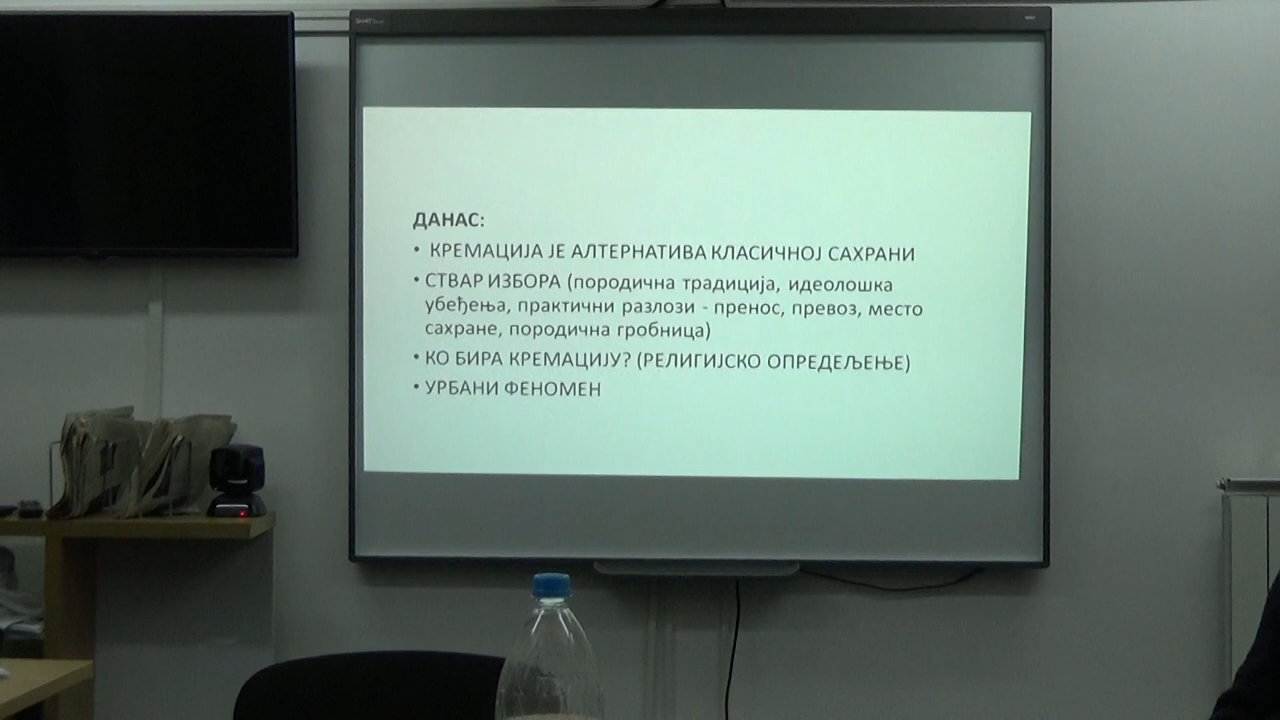 SMART
ДАНАС:
• КРЕМАЦИЈА ЈЕ АЛТЕРНАТИВА КЛАСИЧНОЈ САХРАНИ
• СТВАР ИЗБОРА (породична традиција, идеолошка
убеђења, практични разлози - пренос, превоз, место
сахране, породична гробница)
• КО БИРА КРЕМАЦИЈУ? (РЕЛИГИЈСКО ОПРЕДЕЉЕЊЕ)
• УРБАНИ ФЕНОМЕН